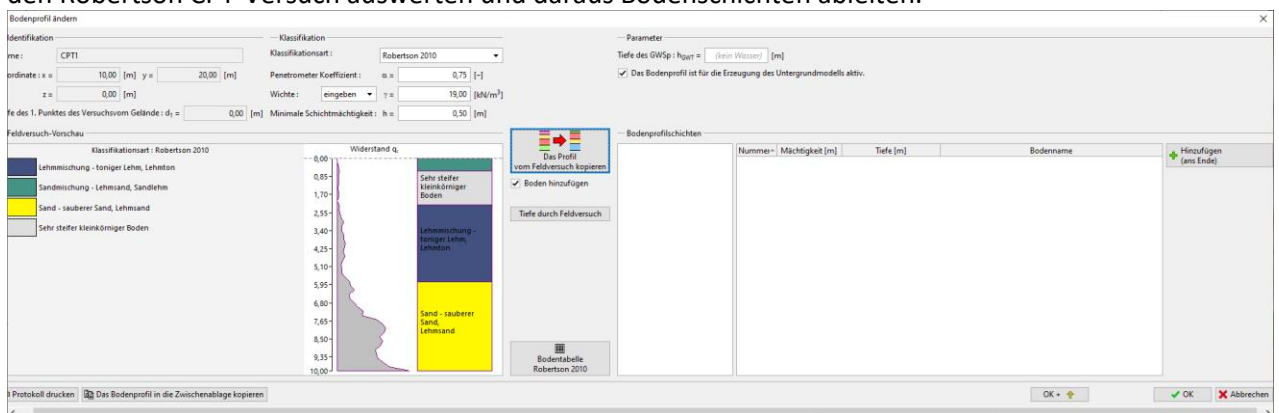 den Robertson CPT-Versuch auswerten und daraus Bodenschichten ableiten.
Bodenprofil ändern
Identifikation
me : CPT1
ordinate : x = 10,00 [m] y = 20,00 [m]
z = 0,00 [m]
fe des 1. Punktes des Versuchsvom Gelände : d₁ = 0,00 [m]
Klassifikation
Klassifikationsart : Robertson 2010
Penetrometer Koeffizient : α = 0,75 [–]
Wichte : eingeben γ = 19,00 [kN/m³]
Minimale Schichtmächtigkeit : h = 0,50 [m]
Parameter
Tiefe des GWSp : hGWT = (kein Wasser) [m]
Das Bodenprofil ist für die Erzeugung des Untergrundmodells aktiv.
Feldversuch-Vorschau
Klassifikationsart : Robertson 2010
Lehmmischung - toniger Lehm, Lehmton
Sandmischung - Lehmsand, Sandlehm
Sand - sauberer Sand, Lehmsand
Sehr steifer kleinkörniger Boden
Widerstand qt
0,00
0,85
1,70
2,55
3,40
4,25
5,10
5,95
6,80
7,65
8,50
9,35
10,00
Sehr steifer
kleinkörniger
Boden
Lehmmischung -
toniger Lehm,
Lehmton
Sand - sauberer
Sand,
Lehmsand
Das Profil
vom Feldversuch kopieren
Boden hinzufügen
Tiefe durch Feldversuch
Bodentabelle
Robertson 2010
Bodenprofilschichten
Nummer Mächtigkeit [m] Tiefe [m] Bodenname
Hinzufügen
(ans Ende)
Protokoll drucken Das Bodenprofil in die Zwischenablage kopieren OK + OK Abbrechen